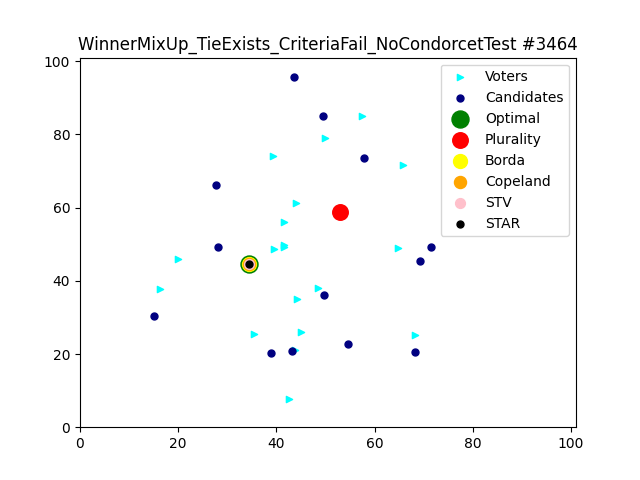 WinnerMixUp_TieExists_CriteriaFail_NoCondorcetTest #3464
100
80
60
40
20
0
0 20 40 60 80 100
Voters
Candidates
Optimal
Plurality
Borda
Copeland
STV
STAR